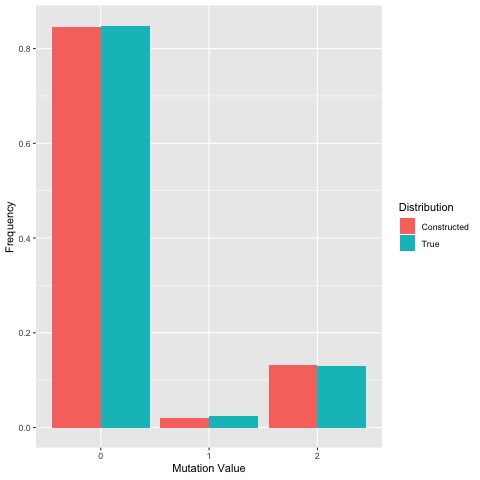 0.8
0.6
0.4
0.2
0.0
0 1 2
Frequency
Mutation Value
Distribution
Constructed
True